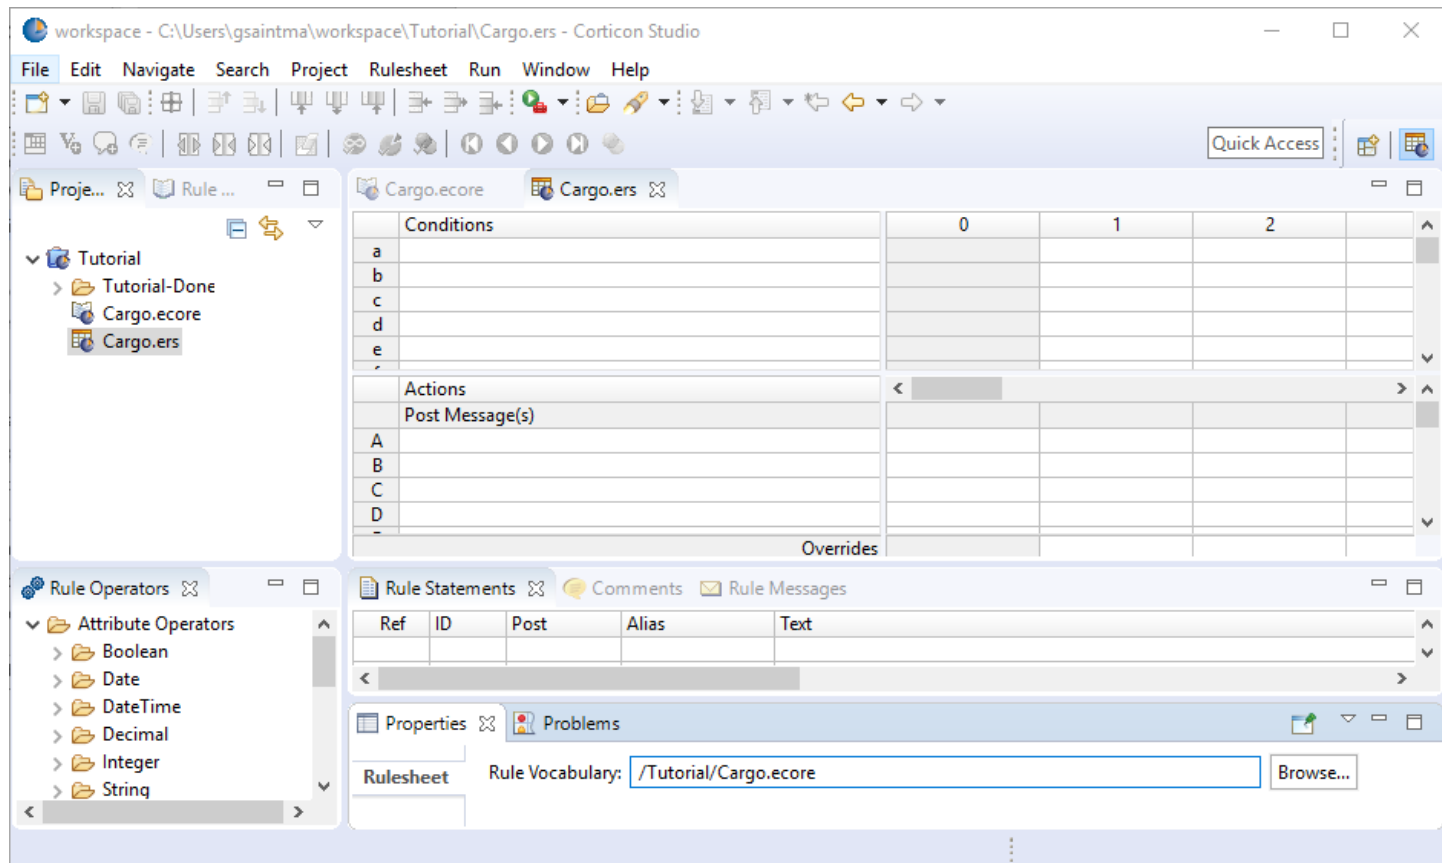 workspace - C:\Users\gsaintma\workspace\Tutorial\Cargo.ers - Corticon Studio
File Edit Navigate Search Project Rulesheet Run Window Help
Quick Access
Proje... Rule ...
Cargo.ecore Cargo.ers
Conditions 0 1 2
a
b
c
d
e
Tutorial
Tutorial-Done
Cargo.ecore
Cargo.ers
Actions
Post Message(s)
A
B
C
D
Overrides
Rule Operators
Attribute Operators
Boolean
Date
DateTime
Decimal
Integer
String
Rule Statements Comments Rule Messages
Ref ID Post Alias Text
Properties Problems
Rulesheet Rule Vocabulary: /Tutorial/Cargo.ecore Browse...